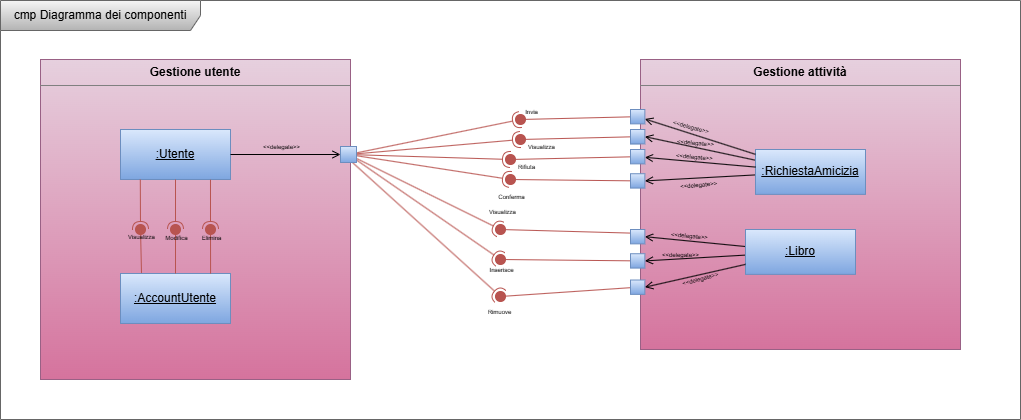 cmp Diagramma dei componenti
Gestione utente
Gestione attività
:Utente
<<delegate>>
Visualizza
Modifica
Elimina
:AccountUtente
Invia
Visualizza
Rifiuta
Conferma
Visualizza
Inserisce
Rimuove
<<delegate>>
<<delegate>>
<<delegate>>
<<delegate>>
:RichiestaAmicizia
<<delegate>>
<<delegate>>
<<delegate>>
:Libro